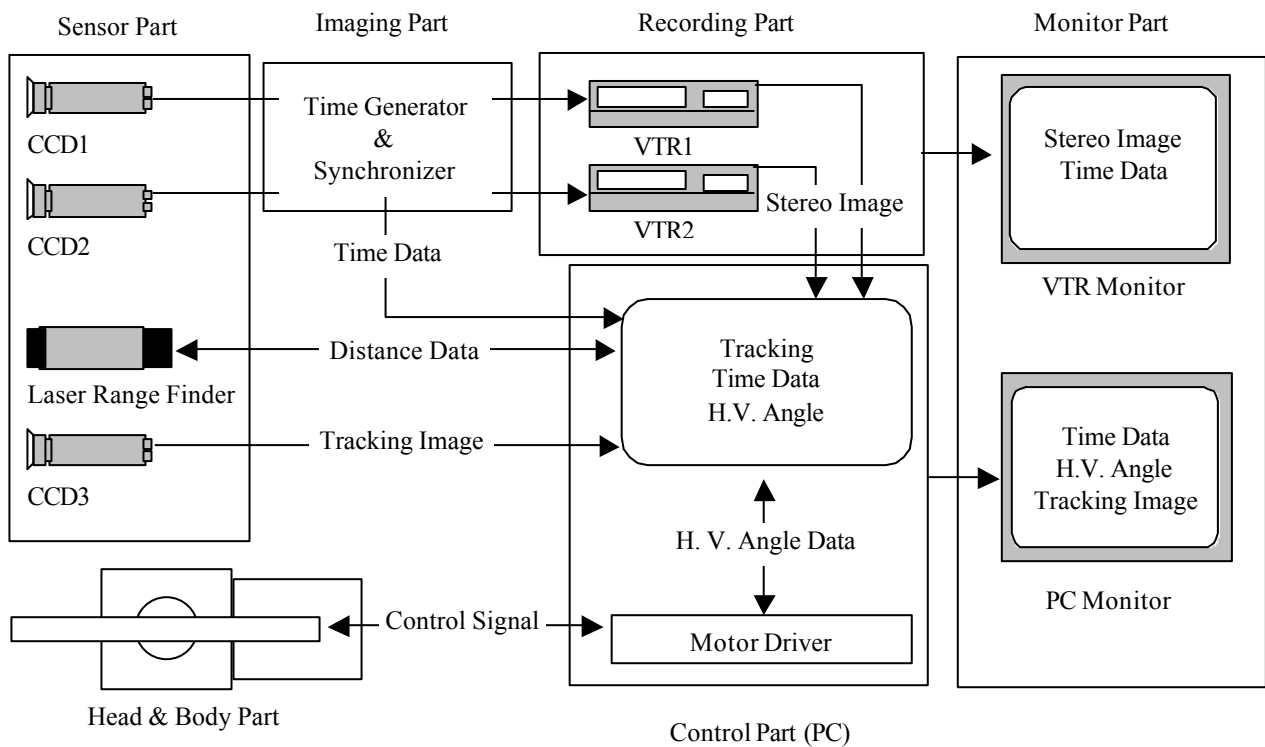 Sensor Part
Imaging Part
Recording Part
Monitor Part
CCD1
CCD2
Laser Range Finder
CCD3
Time Generator
&
Synchronizer
Time Data
Distance Data
Tracking Image
VTR1
VTR2
Stereo Image
Tracking
Time Data
H.V. Angle
H. V. Angle Data
Motor Driver
Control Signal
Head & Body Part
Control Part (PC)
Stereo Image
Time Data
VTR Monitor
Time Data
H.V. Angle
Tracking Image
PC Monitor